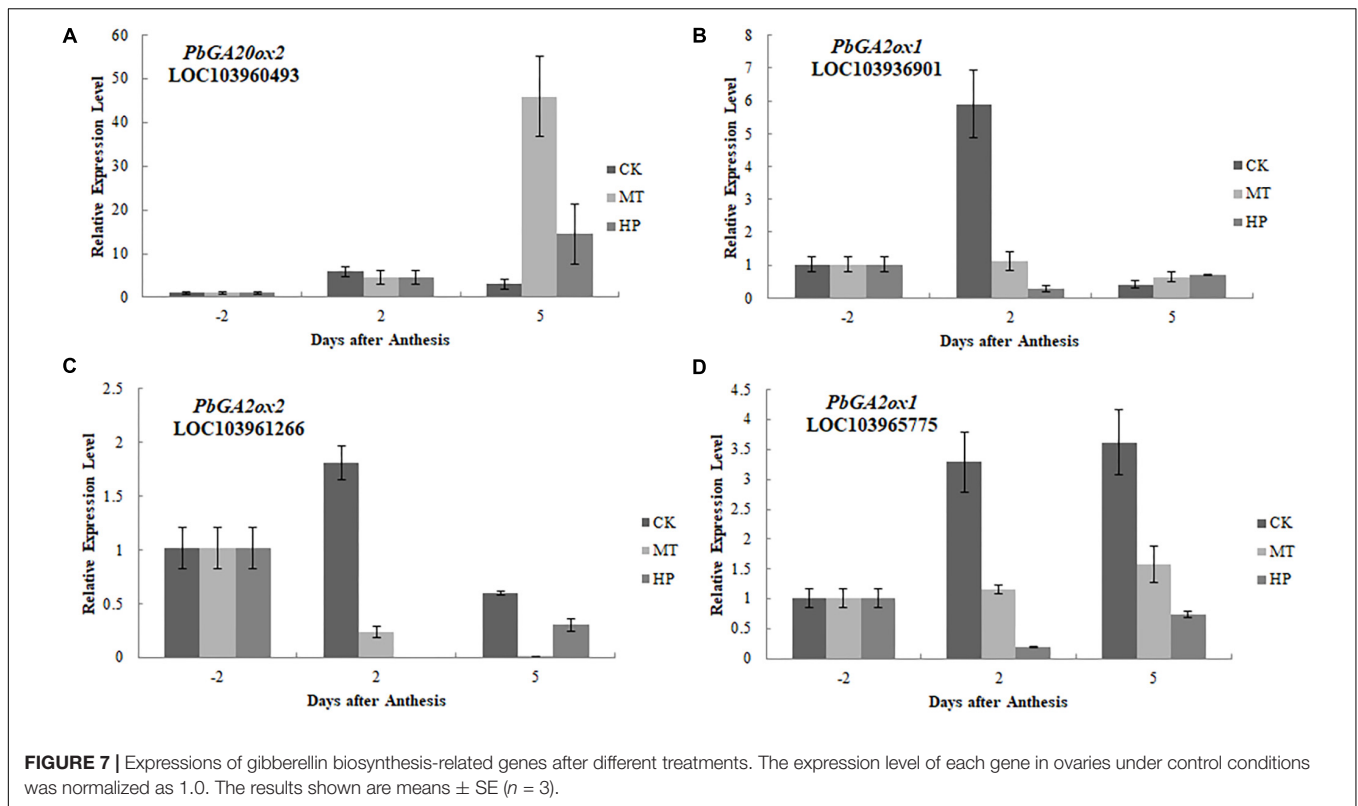 A
PbGA20ox2
LOC103960493
Relative Expression Level
60
50
40
30
20
10
0
-2
2
5
Days after Anthesis
CK
MT
HP
B
PbGA2ox1
LOC103936901
Relative Expression Level
8
7
6
5
4
3
2
1
0
-2
2
5
Days after Anthesis
CK
MT
HP
C
PbGA2ox2
LOC103961266
Relative Expression Level
2.5
2
1.5
1
0.5
0
-2
2
5
Days after Anthesis
CK
MT
HP
D
PbGA2ox1
LOC103965775
Relative Expression Level
4.5
4
3.5
3
2.5
2
1.5
1
0.5
0
-2
2
5
Days after Anthesis
CK
MT
HP
FIGURE 7 | Expressions of gibberellin biosynthesis-related genes after different treatments. The expression level of each gene in ovaries under control conditions
was normalized as 1.0. The results shown are means ± SE (n = 3).